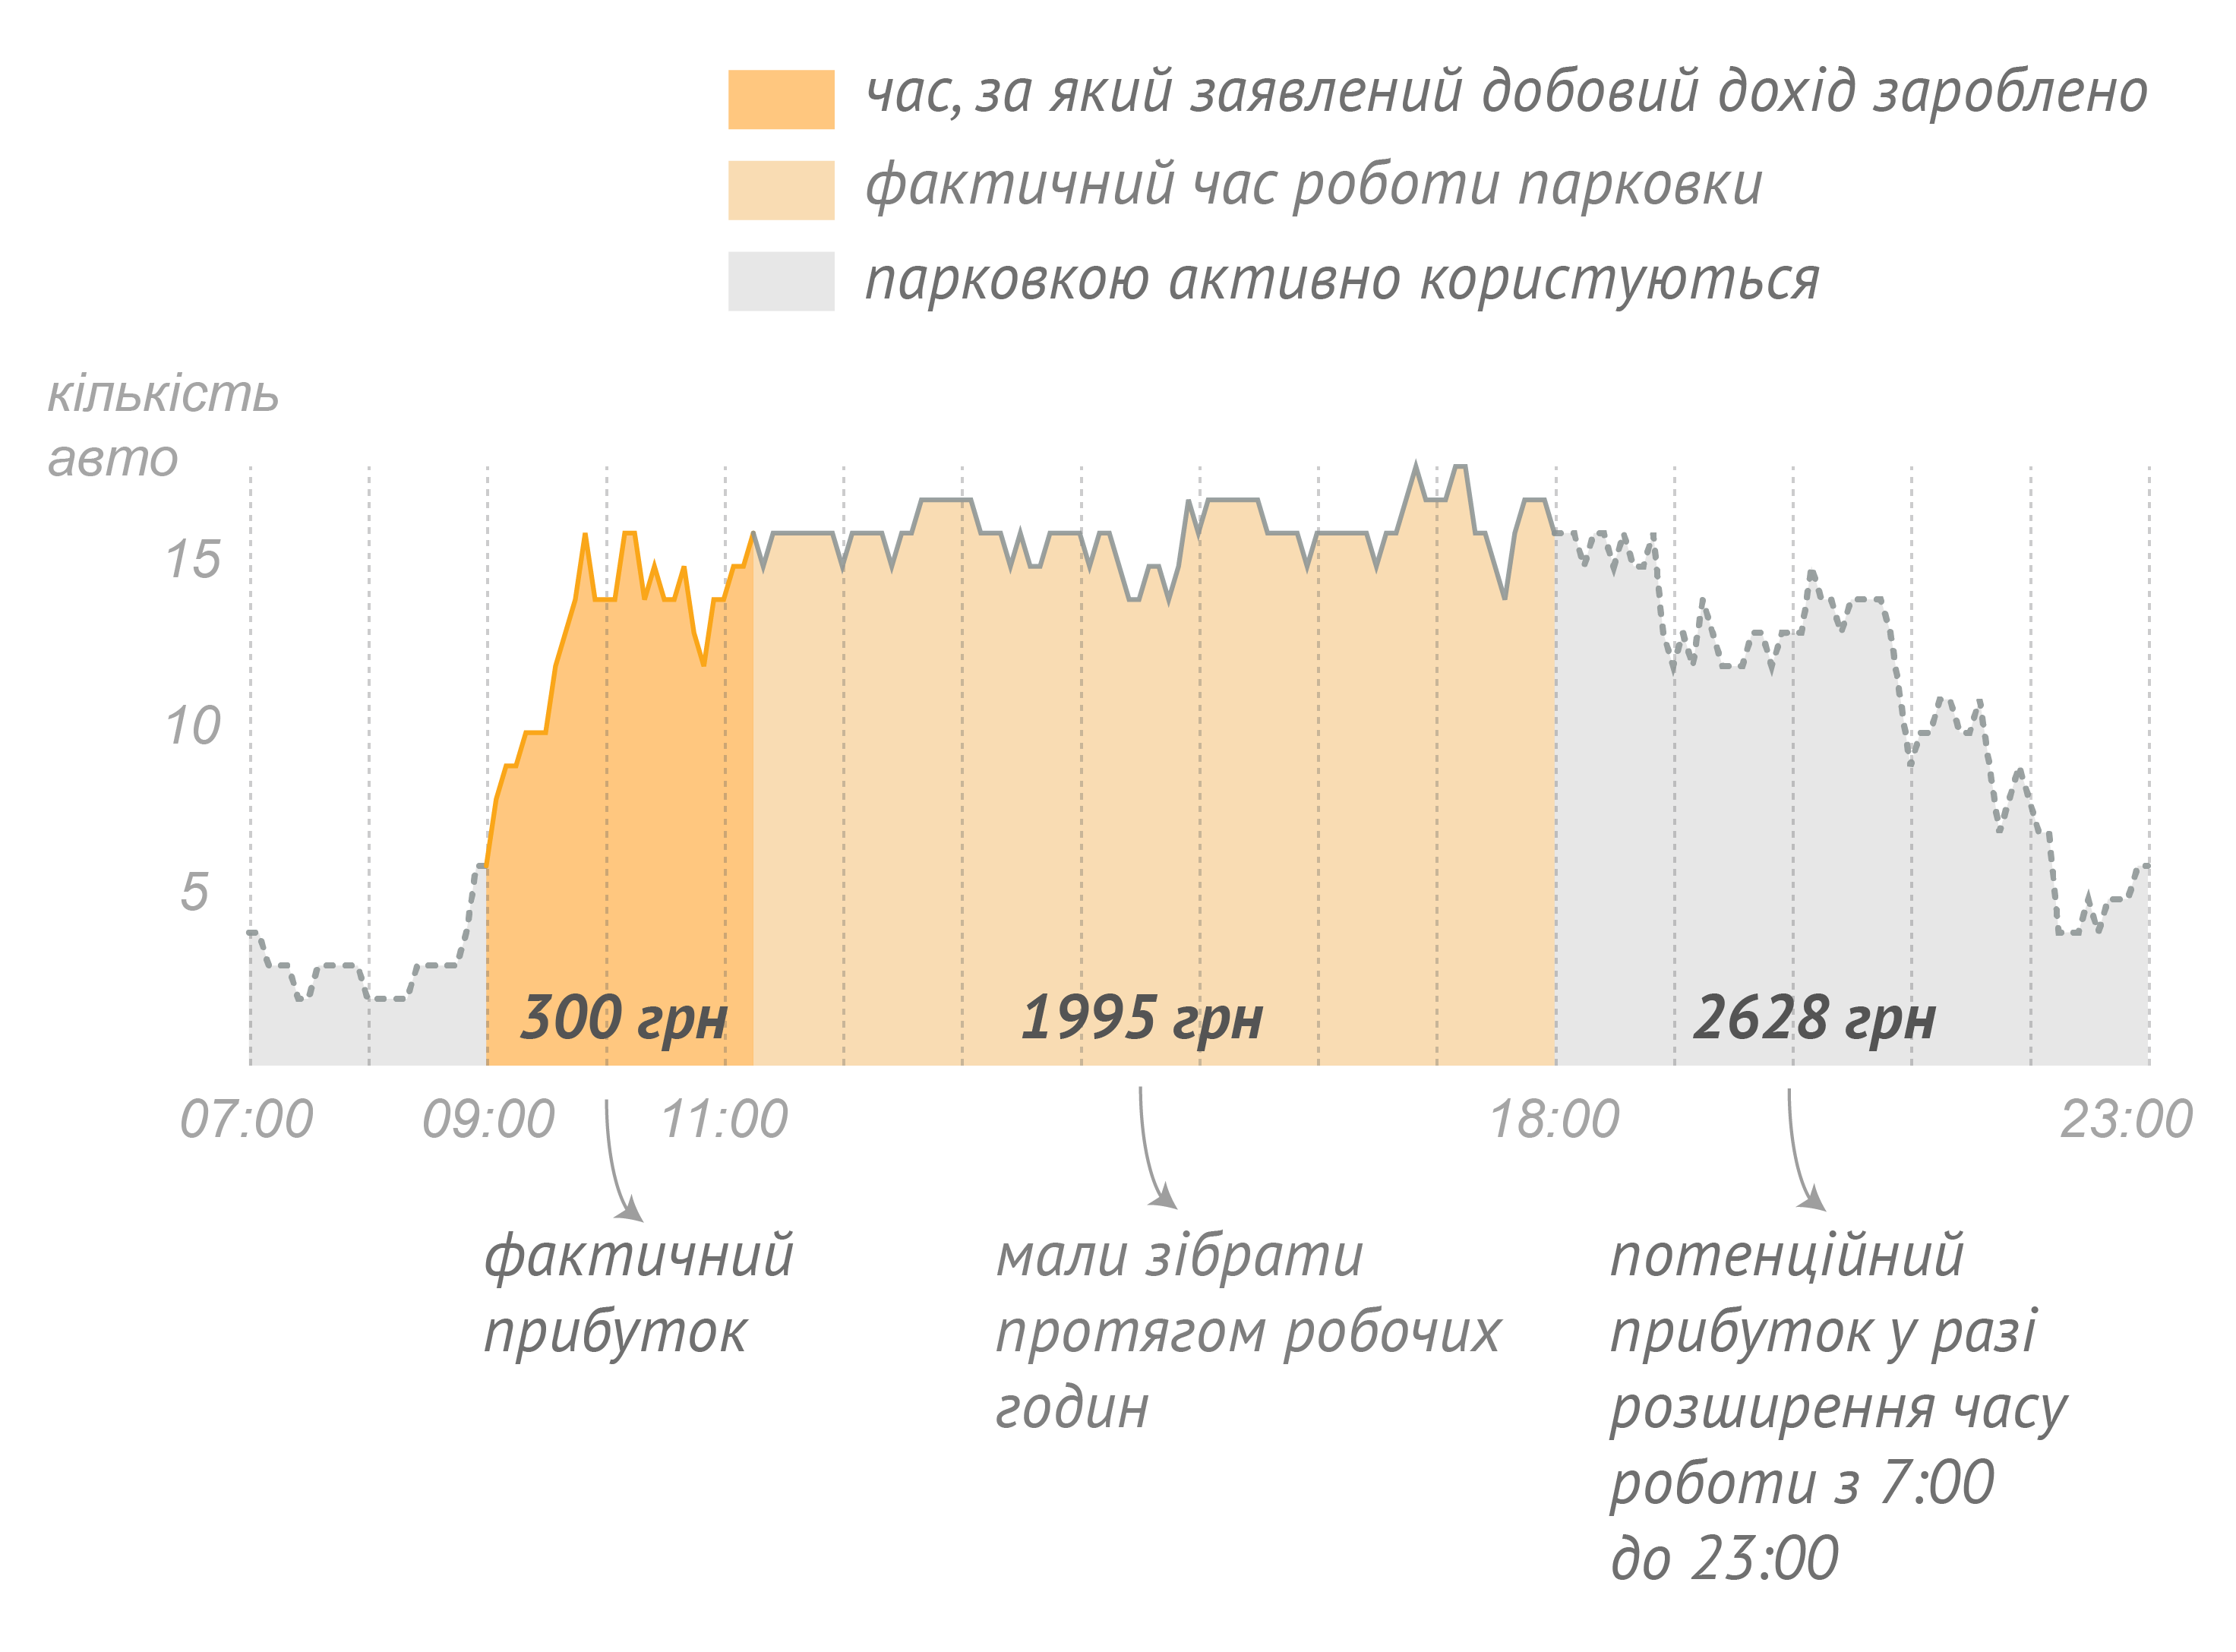 час, за який заявлений добовий дохід зароблено
фактичний час роботи парковки
парковкою активно користуються
кількість
авто
15
10
5
300 грн
1995 грн
2628 грн
07:00
09:00
11:00
18:00
23:00
фактичний
прибуток
мали зібрати
протягом робочих
годин
потенційний
прибуток у разі
розширення часу
роботи з 7:00
до 23:00